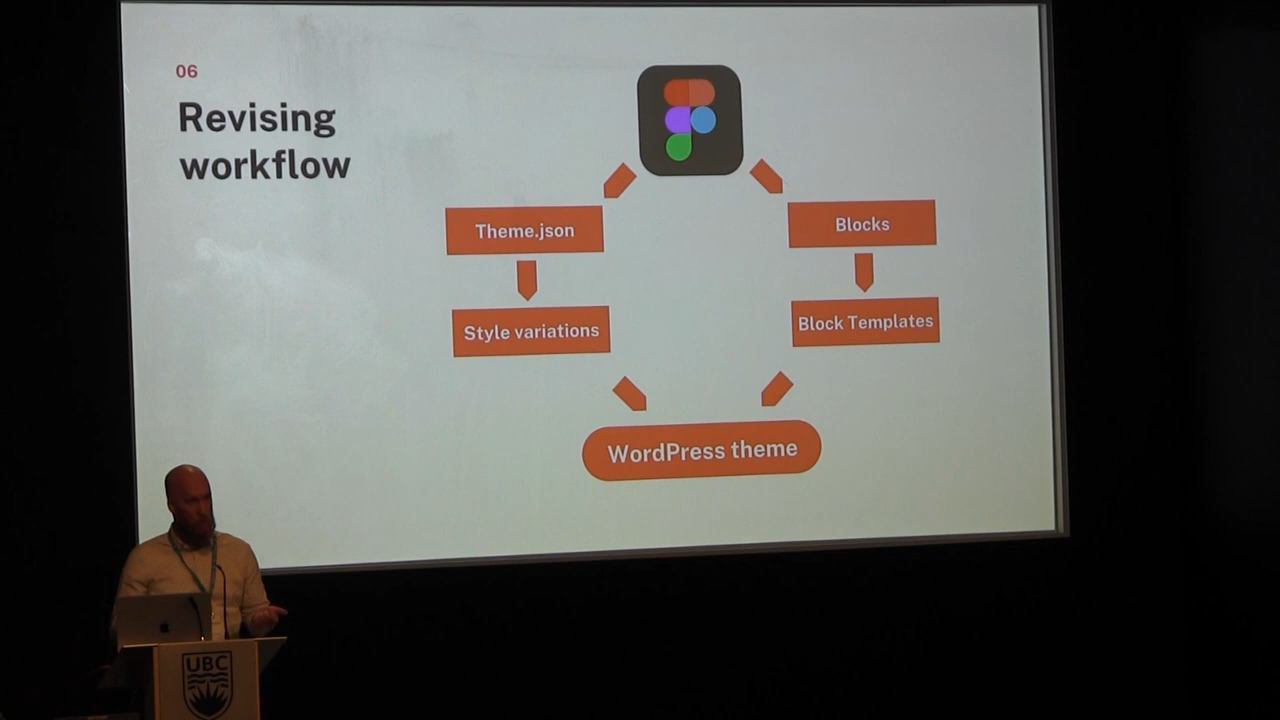 06
Revising
workflow
Theme.json
Blocks
Style variations
Block Templates
WordPress theme
UBC